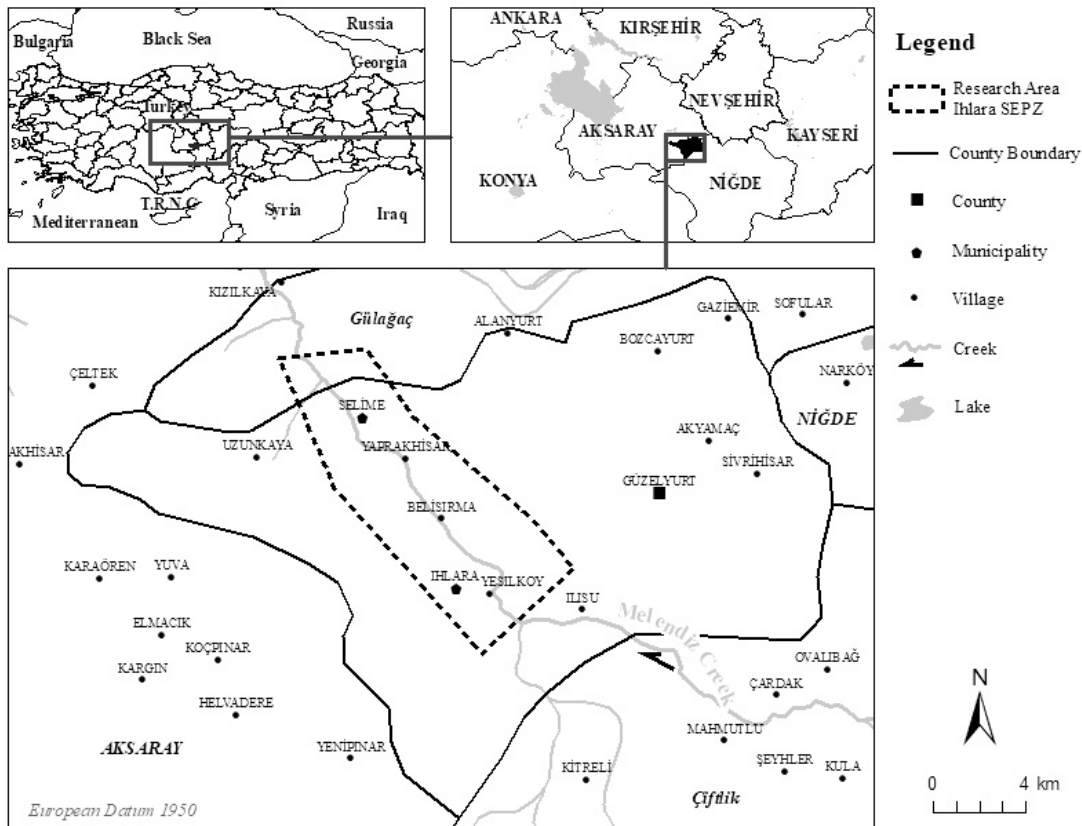 Bulgaria
Black Sea
Russia
Georgia
Turkey
T.R.N.C
Mediterranean
Syria
Iraq
ANKARA
KIRŞEHİR
NEVŞEHİR
AKSARAY
KAYSERİ
KONYA
NİĞDE
Legend
Research Area
Ihlara SEPZ
County Boundary
County
Municipality
Village
Creek
Lake
KIZILKAYA
Gülağaç
ALANYURT
GAZİEMİR
SOFULAR
BOZCAYURT
ÇELTEK
NARKÖY
SELİME
NİĞDE
AKHİSAR
UZUNKAYA
YAPRAKHİSAR
AKYAMAÇ
SİVRİHİSAR
GÜZELYURT
BELİSIRMA
KARAÖREN
YUVA
IHLARA
YESILKOY
ILISU
Melendiz Creek
ELMACIK
KOÇPINAR
KARGIN
OVALIBAĞ
ÇARDAK
HELVADERE
MAHMUTLU
AKSARAY
YENİPINAR
KİTRELİ
ŞEYHLER
KULA
Çiftlik
European Datum 1950
N
0 4 km